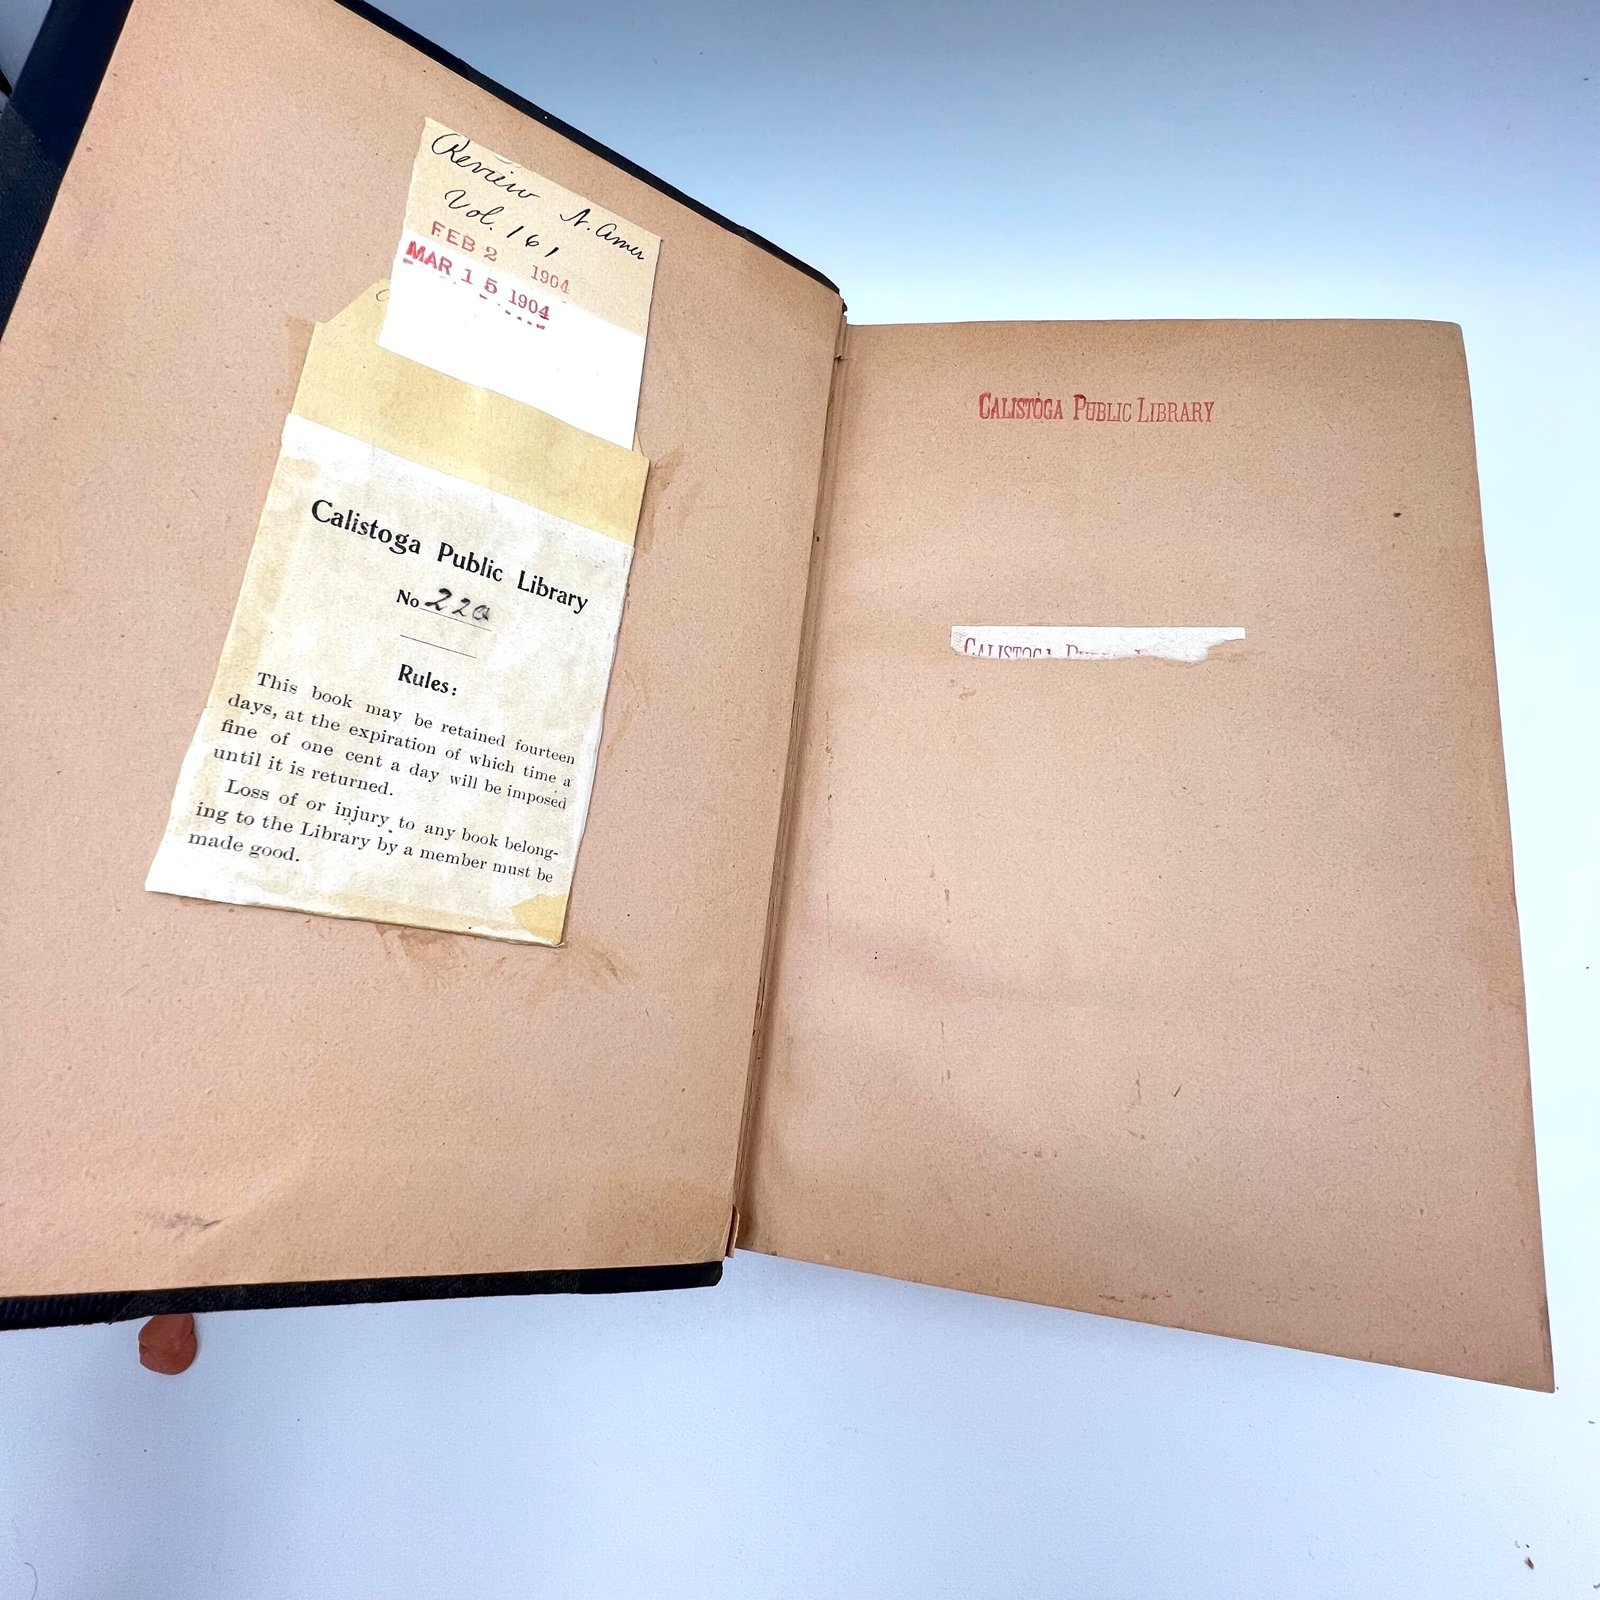 Review N. Amer
Vol. 161
FEB 2 1904
MAR 15 1904
Calistoga Public Library
No 220
Rules:
This book may be retained fourteen
days, at the expiration of which time a
fine of one cent a day will be imposed
until it is returned.
Loss of or injury to any book belong-
ing to the Library by a member must be
made good.
CALISTOGA PUBLIC LIBRARY
CALISTOGA